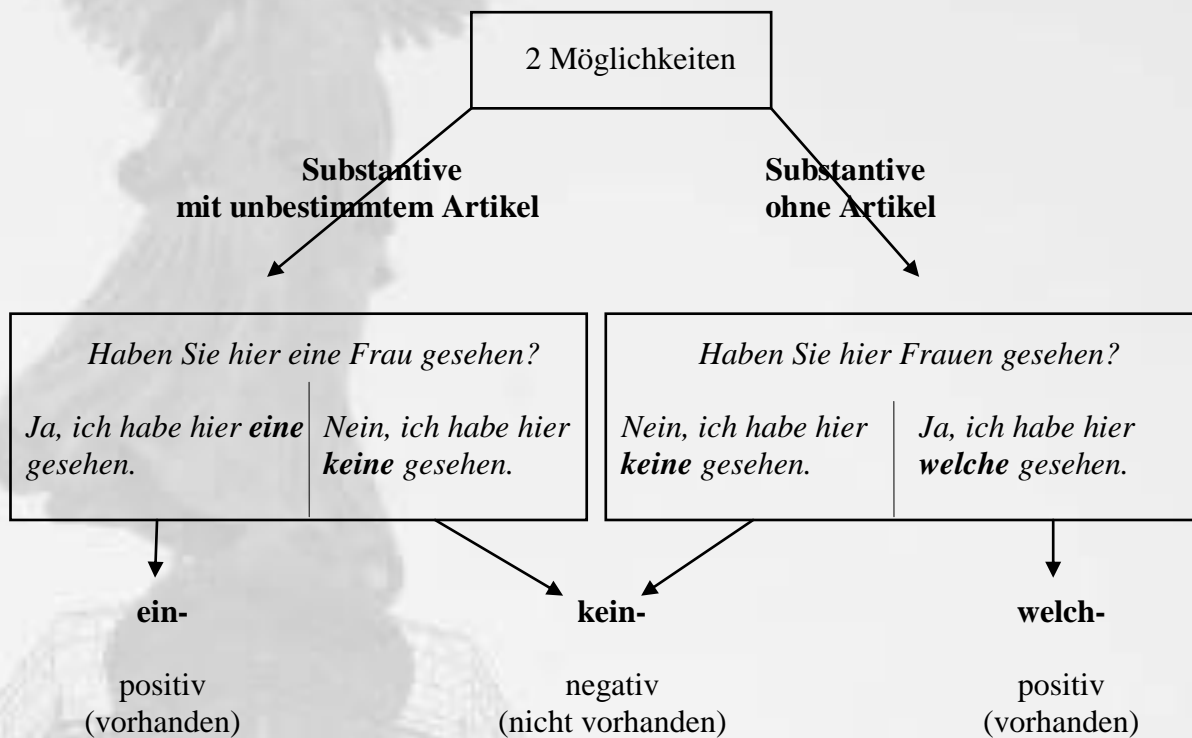 2 Möglichkeiten
Substantive
mit unbestimmtem Artikel
Substantive
ohne Artikel
Haben Sie hier eine Frau gesehen?
Ja, ich habe hier eine
gesehen.
Nein, ich habe hier
keine gesehen.
Haben Sie hier Frauen gesehen?
Nein, ich habe hier
keine gesehen.
Ja, ich habe hier
welche gesehen.
ein-
positiv
(vorhanden)
kein-
negativ
(nicht vorhanden)
welch-
positiv
(vorhanden)